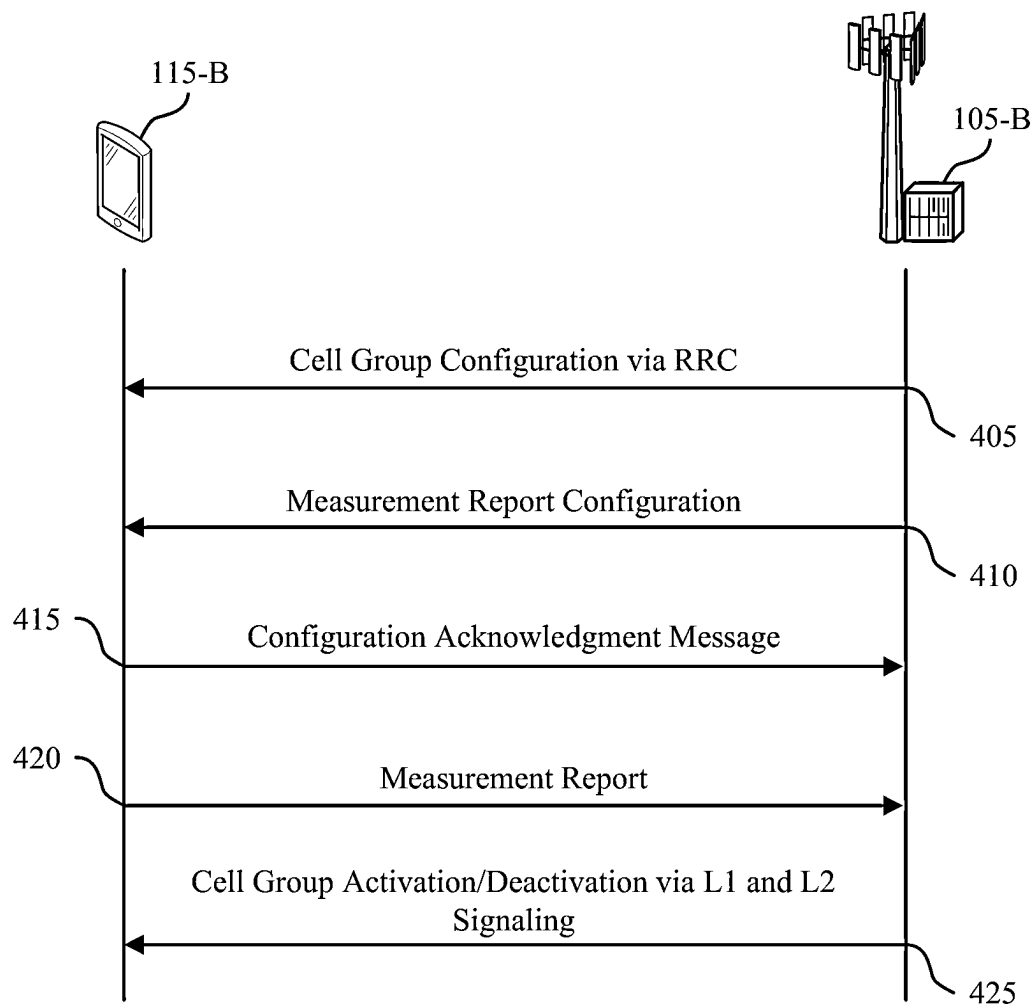 115-B
105-B
Cell Group Configuration via RRC
405
Measurement Report Configuration
410
415
Configuration Acknowledgment Message
420
Measurement Report
Cell Group Activation/Deactivation via L1 and L2
Signaling
425